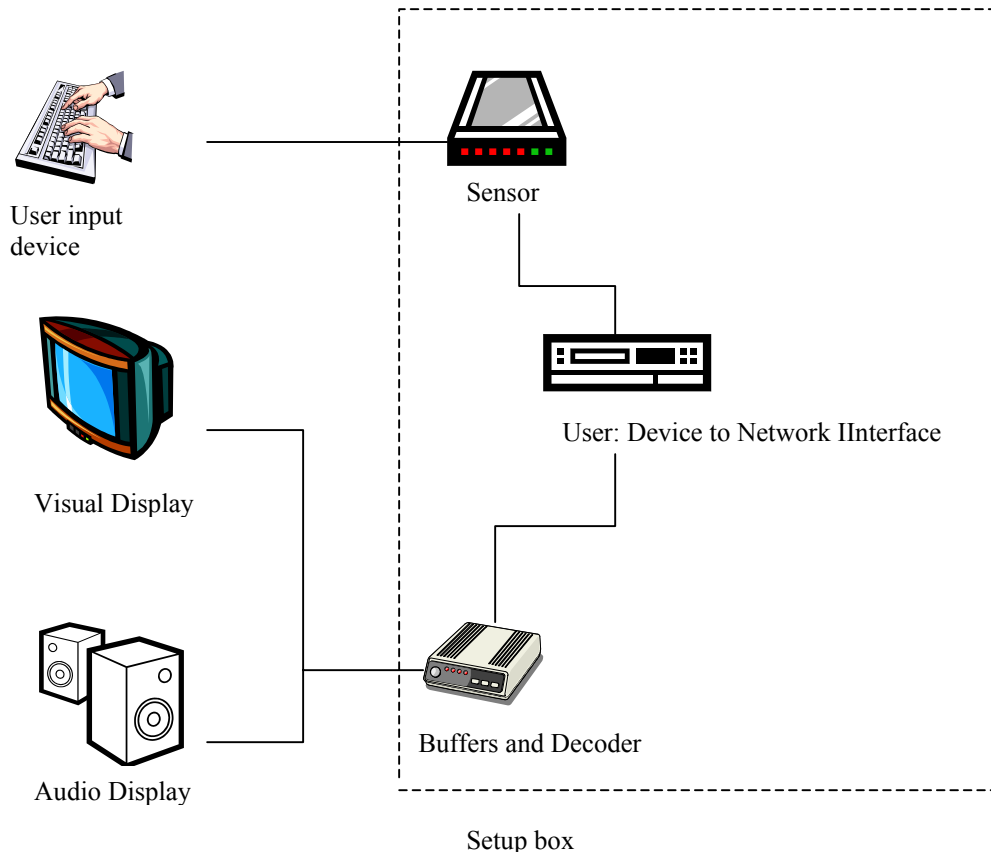 User input
device
Sensor
User: Device to Network IInterface
Visual Display
Buffers and Decoder
Audio Display
Setup box